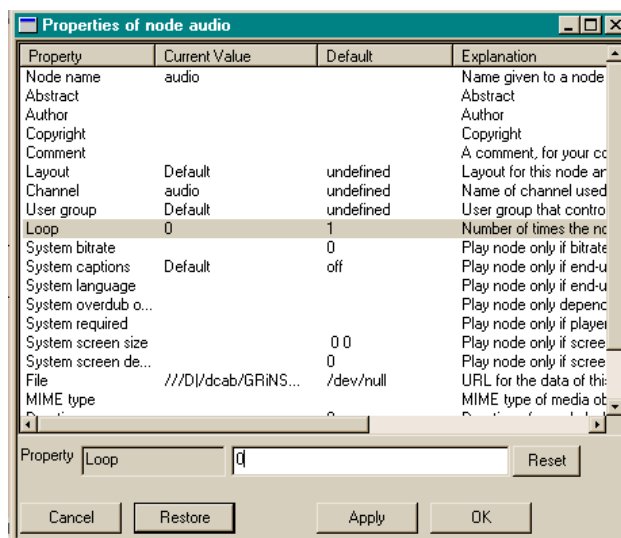 Properties of node audio
Property Current Value Default Explanation
Node name audio Name given to a node
Abstract Abstract
Author Author
Copyright Copyright
Comment A comment, for your co
Layout Default undefined Layout for this node an
Channel audio undefined Name of channel used
User group Default undefined User group that contro
Loop 0 1 Number of times the no
System bitrate 0 Play node only if bitrate
System captions Default off Play node only if end-u
System language Play node only if end-u
System overdub o... Play node only depend
System required Play node only if player
System screen size 0 0 Play node only if scree
System screen de... 0 Play node only if scree
File ///D|/dcab/GRiNS... /dev/null URL for the data of this
MIME type MIME type of media ob
Property Loop 0 Reset
Cancel Restore Apply OK